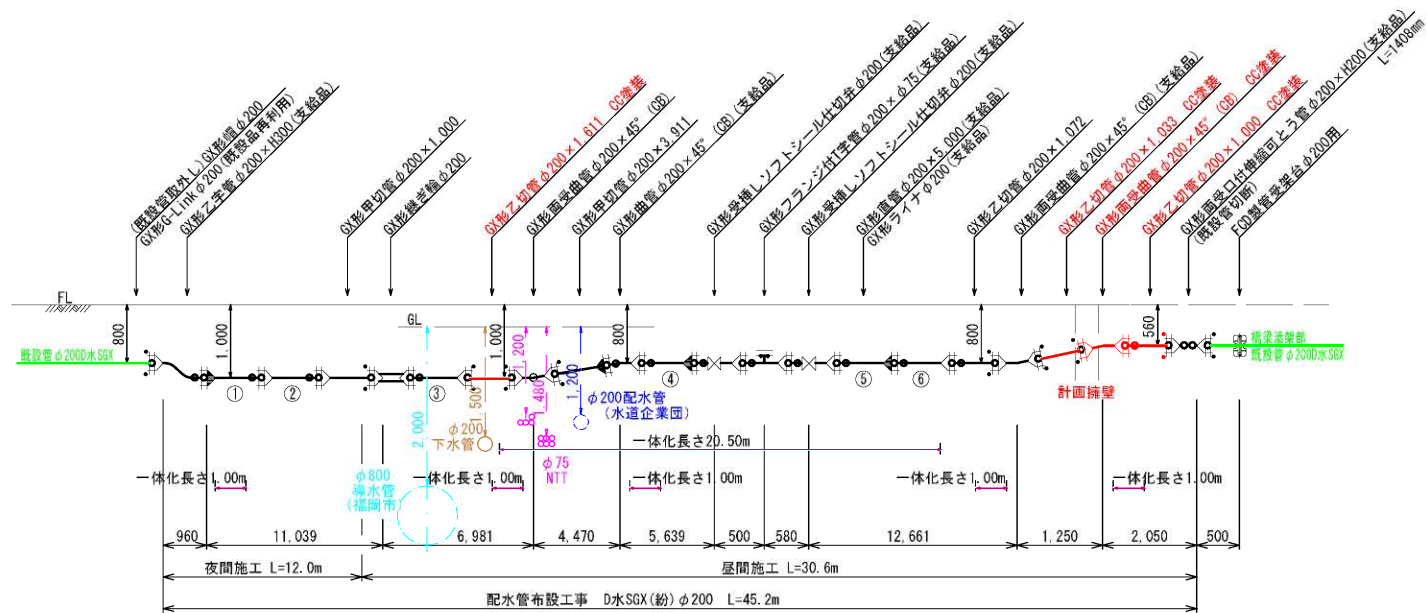 (既設管取外し) GX形帽φ200
GX形G-Linkφ200(既設品再利用)
GX形乙字管φ200×H300(支給品)
GX形甲切管φ200×1,000
GX形継ぎ輪φ200
GX形乙切管φ200×1,611 CC塗装
GX形両受曲管φ200×45° (CB)
GX形甲切管φ200×3,911
GX形曲管φ200×45° (CB)(支給品)
GX形受挿しソフトシール仕切弁φ200(支給品)
GX形フランジ付T字管φ200×φ75(支給品)
GX形受挿しソフトシール仕切弁φ200(支給品)
GX形直管φ200×5,000(支給品)
GX形ライナφ200(支給品)
GX形乙切管φ200×1,072
GX形両受曲管φ200×45° (CB)(支給品)
GX形乙切管φ200×1,033 CC塗装
GX形両受曲管φ200×45° (CB) CC塗装
GX形乙切管φ200×1,000 CC塗装
GX形両受口付伸縮可とう管φ200×H200(支給品)
L=1408mm
(既設管切断)
FCD製管受架台φ200用
FL
GL
800
1,000
1,000
800
800
560
既設管φ200D水SGX
橋梁添架部
既設管φ200D水SGX
①
②
③
④
⑤
⑥
2,000
1,500
1,200
1,480
1,200
φ200
下水管
φ75
NTT
φ200配水管
(水道企業団)
φ800
導水管
(福岡市)
計画擁壁
一体化長さ20.50m
一体化長さ1.00m
一体化長さ1.00m
一体化長さ1.00m
一体化長さ1.00m
一体化長さ1.00m
960
11,039
6,981
4,470
5,639
500
580
12,661
1,250
2,050
500
夜間施工 L=12.0m
昼間施工 L=30.6m
配水管布設工事 D水SGX(粉)φ200 L=45.2m